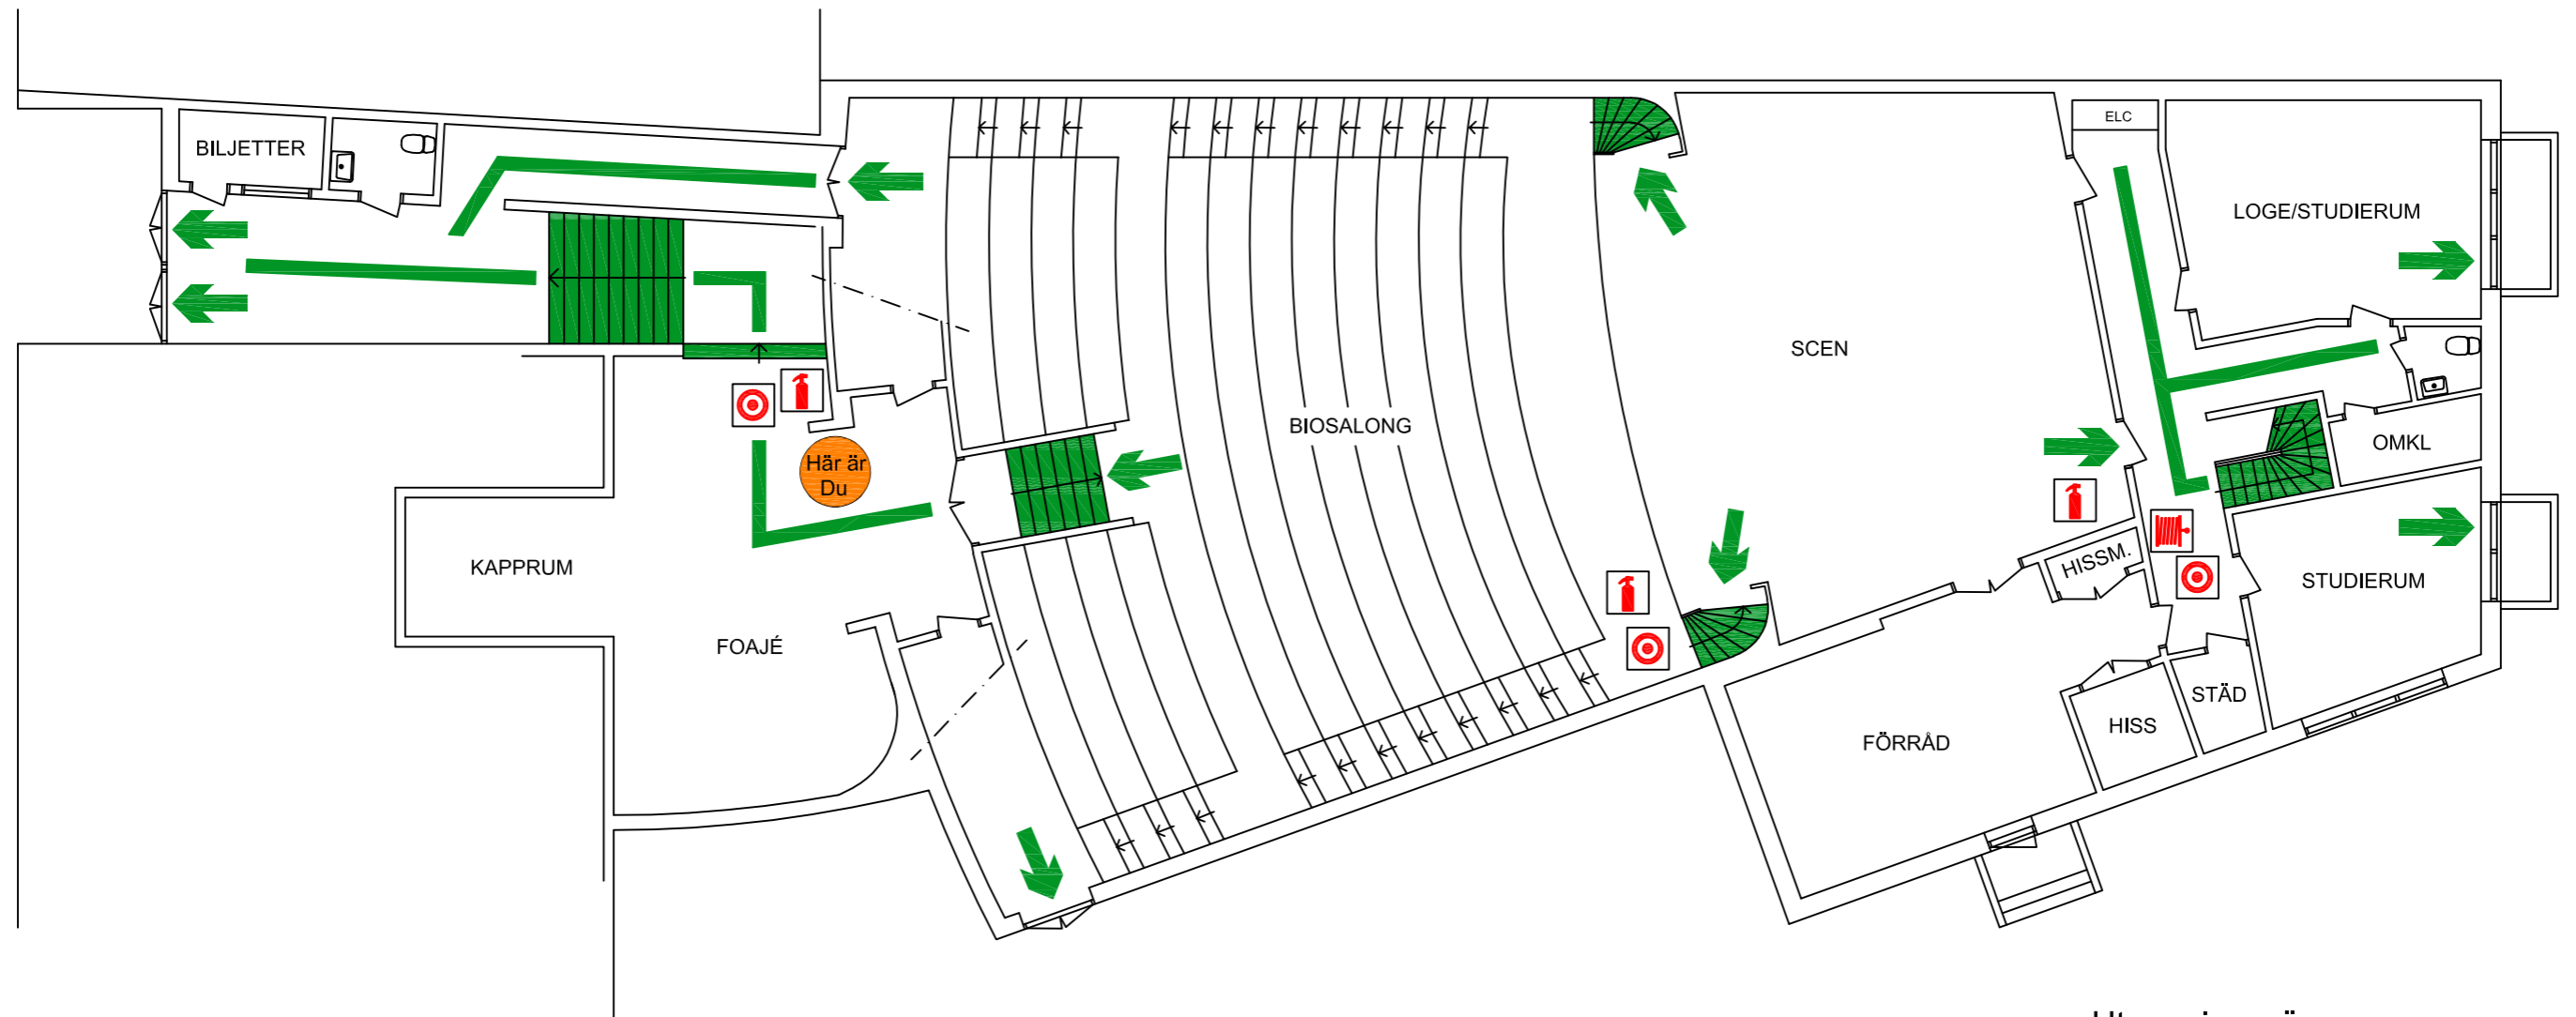 BILJETTER
ELC
LOGE/STUDIERUM
SCEN
BIOSALONG
OMKL
Här är
Du
KAPPRUM
HISSM.
STUDIERUM
FOAJÉ
STÄD
HISS
FÖRRÅD